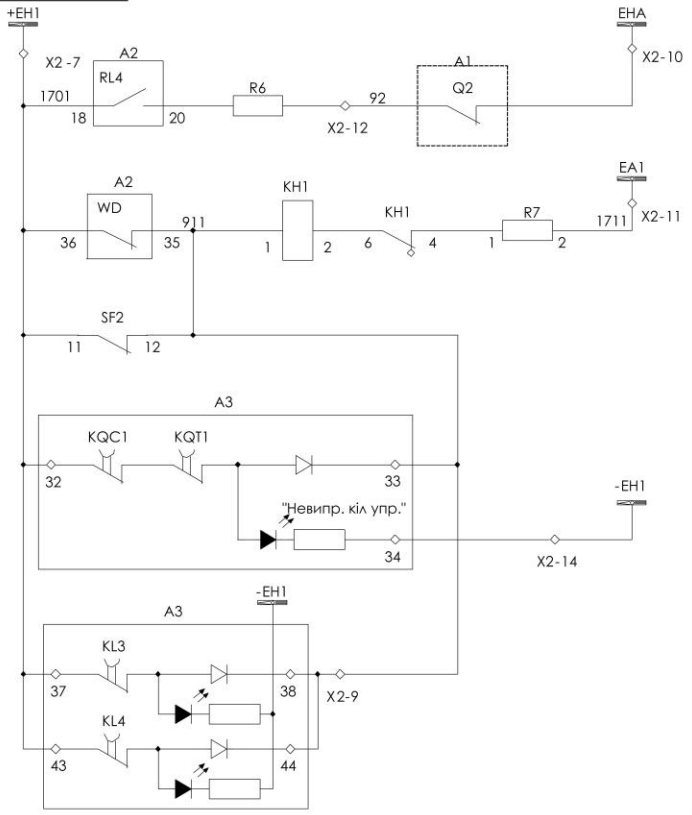 +EH1
EHA
X2 -7
A2
A1
X2-10
RL4
Q2
1701
R6
92
18
20
X2-12
EA1
A2
KH1
WD
KH1
R7
1711
X2-11
911
36
35
1
2
6
4
1
2
SF2
11
12
A3
KQC1
KQT1
32
33
-EH1
"Невипр. кіл упр."
34
X2-14
-EH1
A3
KL3
37
38
X2-9
KL4
43
44